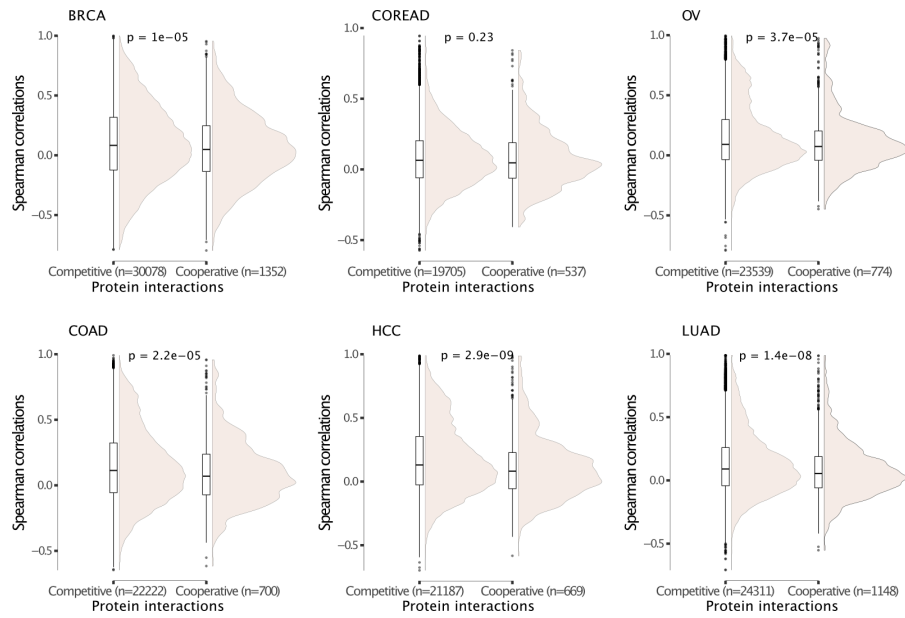 BRCA
p = 1e−05
1.0
0.5
0.0
−0.5
Spearman correlations
Competitive (n=30078) Cooperative (n=1352)
Protein interactions
COREAD
p = 0.23
1.0
0.5
0.0
−0.5
Spearman correlations
Competitive (n=19705) Cooperative (n=537)
Protein interactions
OV
p = 3.7e−05
1.0
0.5
0.0
−0.5
Spearman correlations
Competitive (n=23539) Cooperative (n=774)
Protein interactions
COAD
p = 2.2e−05
1.0
0.5
0.0
−0.5
Spearman correlations
Competitive (n=22222) Cooperative (n=700)
Protein interactions
HCC
p = 2.9e−09
1.0
0.5
0.0
−0.5
Spearman correlations
Competitive (n=21187) Cooperative (n=669)
Protein interactions
LUAD
p = 1.4e−08
1.0
0.5
0.0
−0.5
Spearman correlations
Competitive (n=24311) Cooperative (n=1148)
Protein interactions